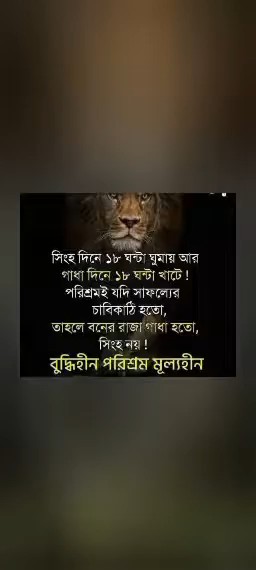 সিংহ দিনে ১৮ ঘন্টা ঘুমায় আর
গাধা দিনে ১৮ ঘন্টা খাটে !
পরিশ্রমই যদি সাফল্যের
চাবিকাঠি হতো,
তাহলে বনের রাজা গাধা হতো,
সিংহ নয় !
বুদ্ধিহীন পরিশ্রম মূল্যহীন